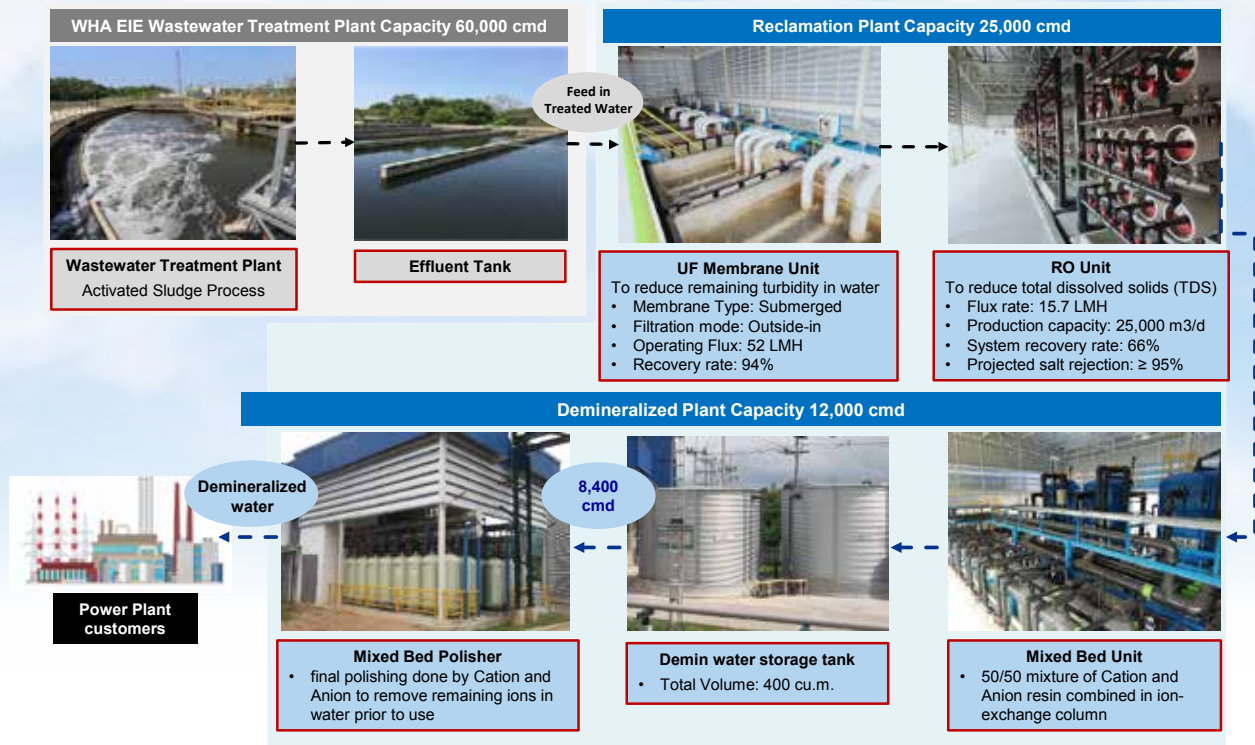 WHA EIE Wastewater Treatment Plant Capacity 60,000 cmd
Reclamation Plant Capacity 25,000 cmd
Feed in
Treated Water
Wastewater Treatment Plant
Activated Sludge Process
Effluent Tank
UF Membrane Unit
To reduce remaining turbidity in water
• Membrane Type: Submerged
• Filtration mode: Outside-in
• Operating Flux: 52 LMH
• Recovery rate: 94%
RO Unit
To reduce total dissolved solids (TDS)
• Flux rate: 15.7 LMH
• Production capacity: 25,000 m3/d
• System recovery rate: 66%
• Projected salt rejection: ≥ 95%
Demineralized Plant Capacity 12,000 cmd
Demineralized
water
8,400
cmd
Power Plant
customers
Mixed Bed Polisher
• final polishing done by Cation and
Anion to remove remaining ions in
water prior to use
Demin water storage tank
• Total Volume: 400 cu.m.
Mixed Bed Unit
• 50/50 mixture of Cation and
Anion resin combined in ion-
exchange column